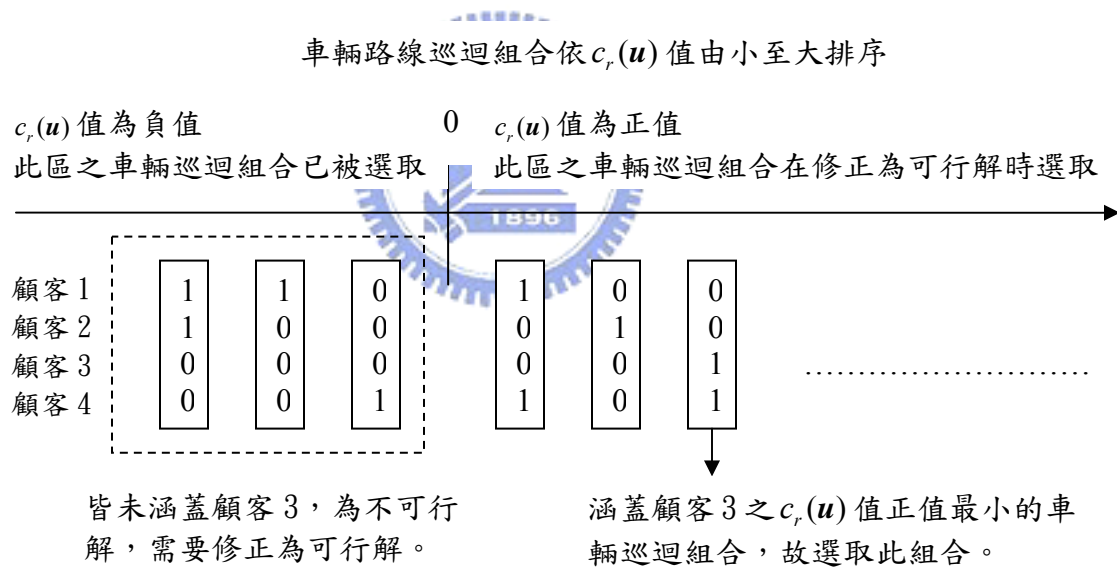 車輛路線巡迴組合依c_r(u)值由小至大排序
c_r(u)值為負值 0 c_r(u)值為正值
此區之車輛巡迴組合已被選取 此區之車輛巡迴組合在修正為可行解時選取
1896
顧客1 1 1 0 1 0 0
顧客2 1 0 0 0 1 0
顧客3 0 0 0 0 0 1 ...........................
顧客4 0 0 1 1 0 1
皆未涵蓋顧客3，為不可行
解，需要修正為可行解。
涵蓋顧客3之c_r(u)值正值最小的車
輛巡迴組合，故選取此組合。